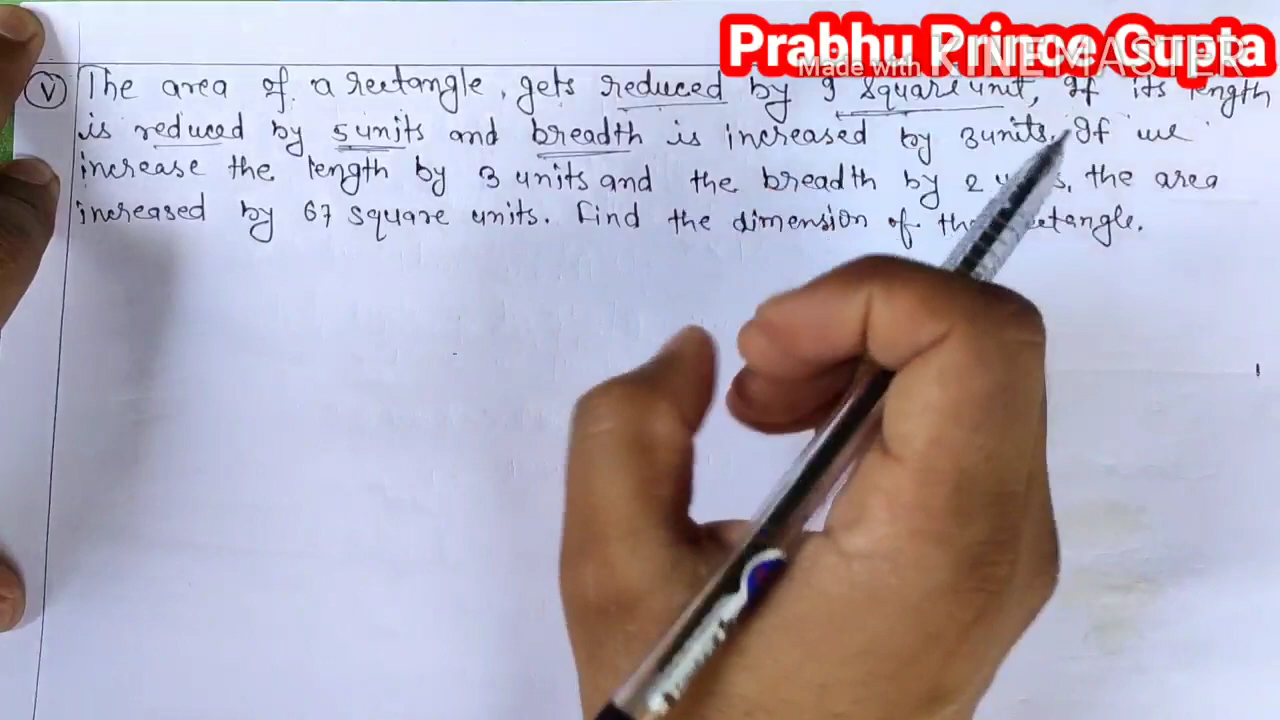 Prabhu Prince Gupta
Made with KINEMASTER
V The area of a rectangle, gets reduced by 9 square unit, If its length
is reduced by 5 units and breadth is increased by 3 units. If we
increase the length by 3 units and the breadth by 2 the area
increased by 67 square units. Find the dimension of the